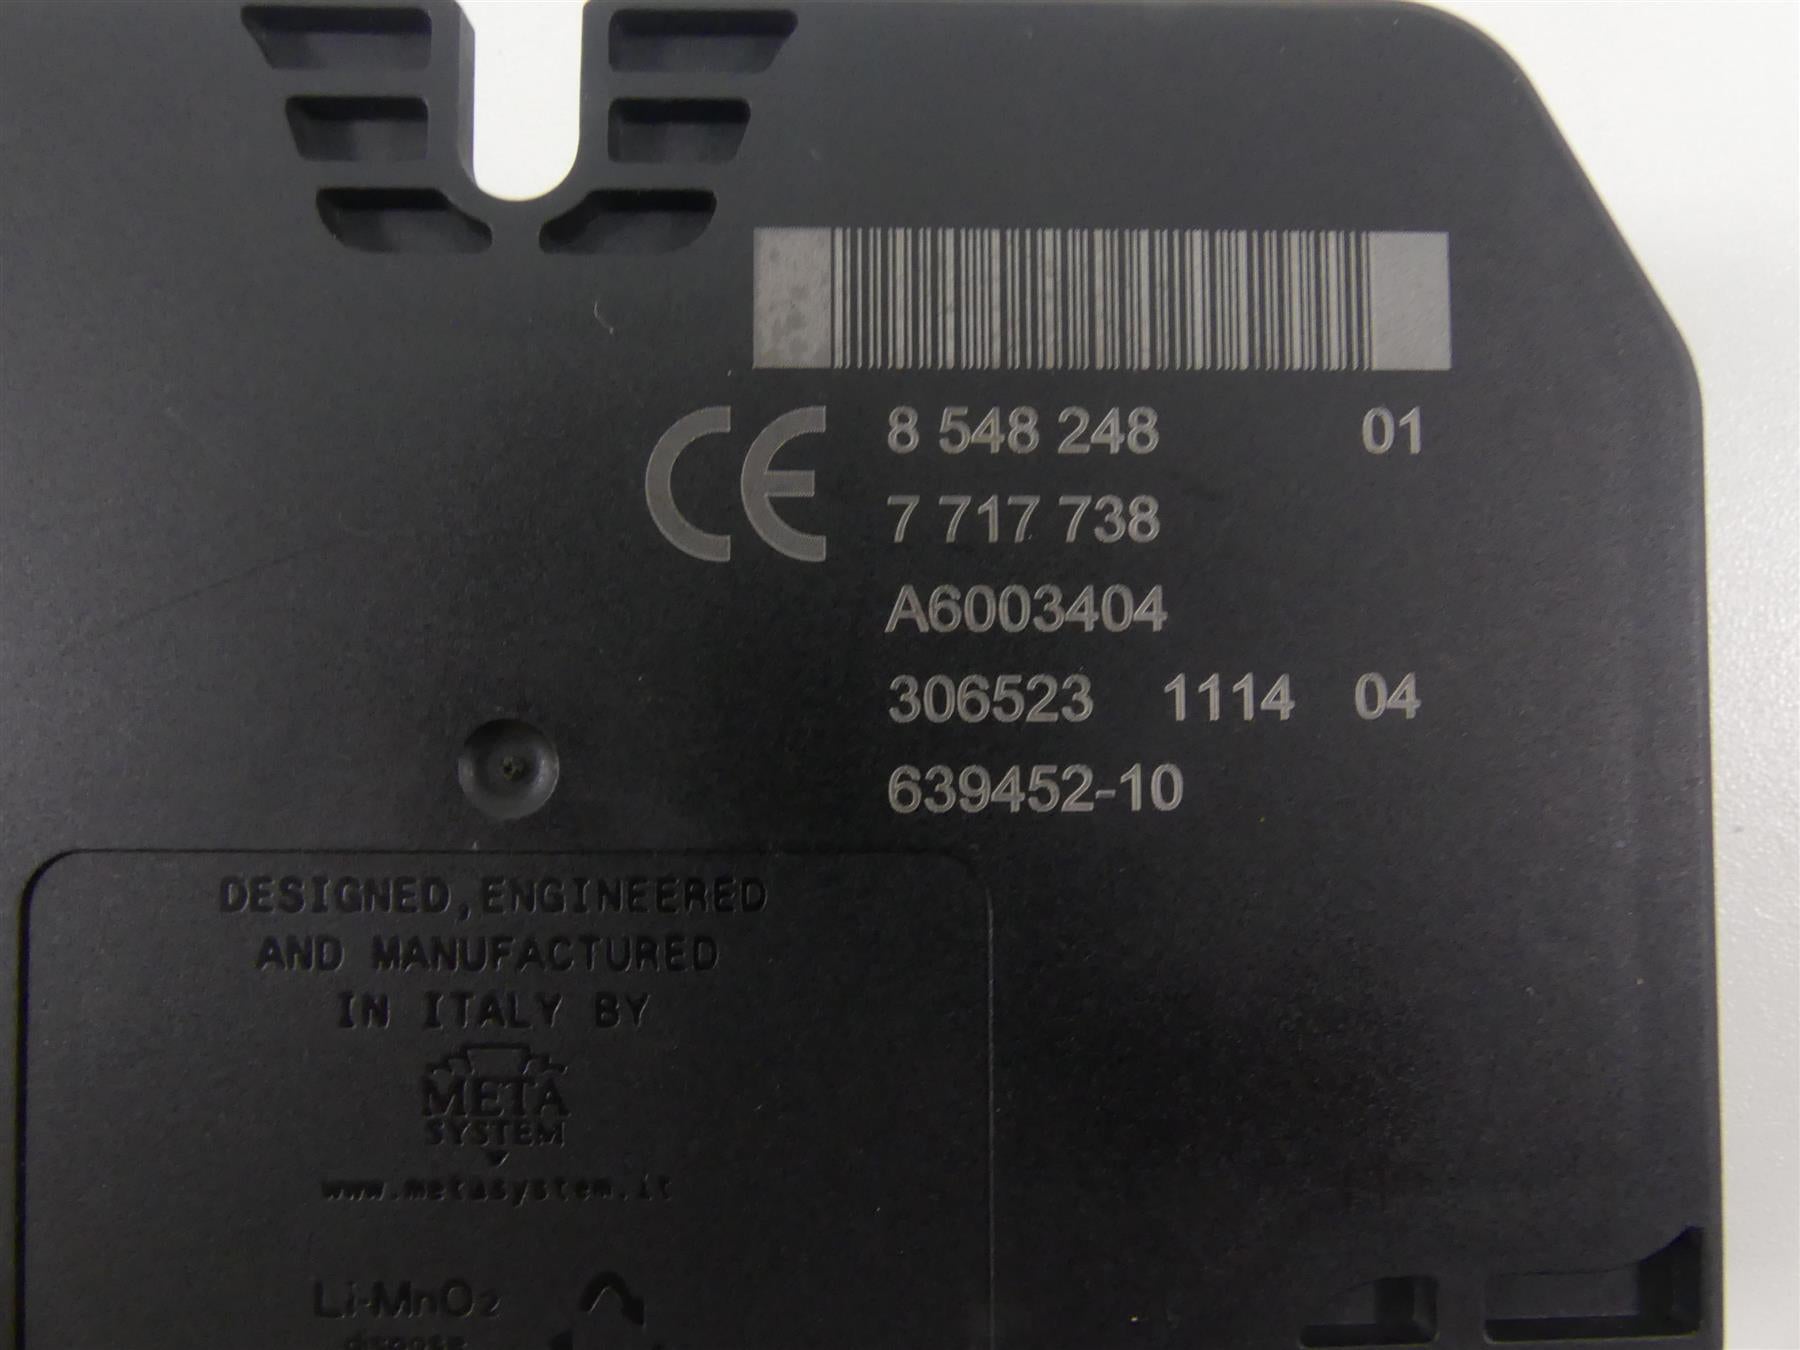 8 548 248 01
CE
7 717 738
A6003404
306523 1114 04
639452-10
DESIGNED, ENGINEERED
AND MANUFACTURED
IN ITALY BY
META
SYSTEM
www.metasystem.it
Li-MnO2